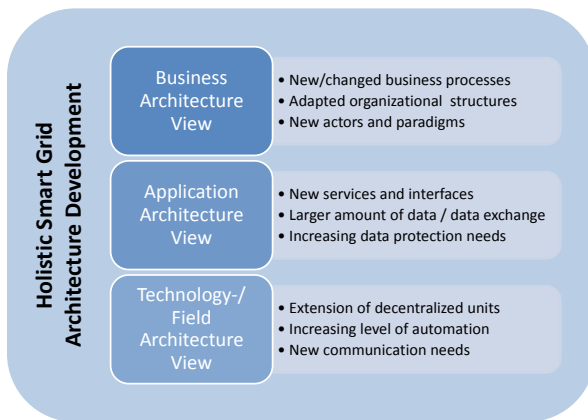 Holistic Smart Grid
Architecture Development
Business
Architecture
View
• New/changed business processes
• Adapted organizational structures
• New actors and paradigms
Application
Architecture
View
• New services and interfaces
• Larger amount of data / data exchange
• Increasing data protection needs
Technology-/
Field
Architecture
View
• Extension of decentralized units
• Increasing level of automation
• New communication needs